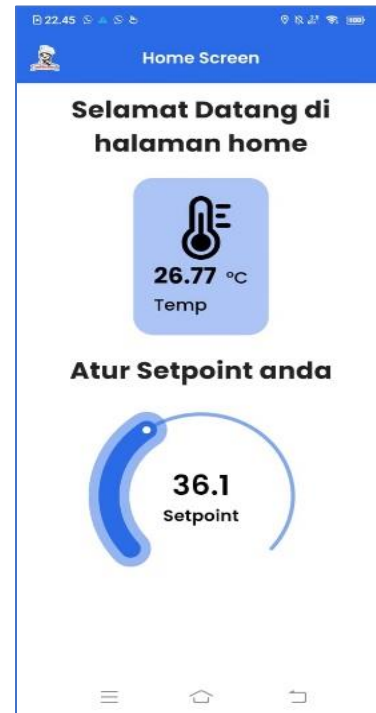 22.45
Home Screen
Selamat Datang di
halaman home
26.77 °C
Temp
Atur Setpoint anda
36.1
Setpoint